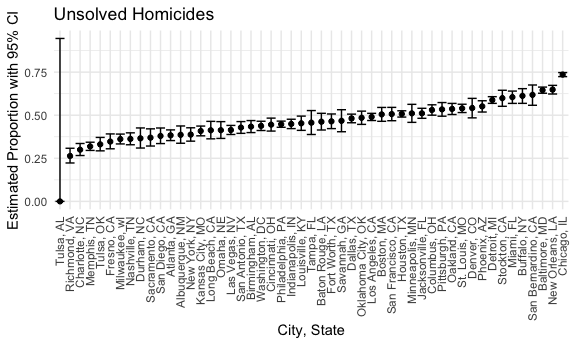 Unsolved Homicides
Estimated Proportion with 95% CI
0.75
0.50
0.25
0.00
Tulsa, AL
Richmond, VA
Charlotte, NC
Memphis, TN
Tulsa, OK
Fresno, CA
Milwaukee, wI
Nashville, TN
Durham, NC
Sacramento, CA
San Diego, CA
Atlanta, GA
Albuquerque, NM
New York, NY
Kansas City, MO
Long Beach, CA
Omaha, NE
Las Vegas, NV
San Antonio, TX
Birmingham, AL
Washington, DC
Cincinnati, OH
Philadelphia, PA
Indianapolis, IN
Louisville, KY
Tampa, FL
Baton Rouge, LA
Fort Worth, TX
Savannah, GA
Dallas, TX
Oklahoma City, OK
Los Angeles, CA
Boston, MA
San Francisco, CA
Houston, TX
Minneapolis, MN
Jacksonville, FL
Columbus, OH
Pittsburgh, PA
Oakland, CA
St. Louis, MO
Denver, CO
Phoenix, AZ
Detroit, MI
Stockton, CA
Miami, FL
Buffalo, NY
San Bernardino, CA
Baltimore, MD
New Orleans, LA
Chicago, IL
City, State